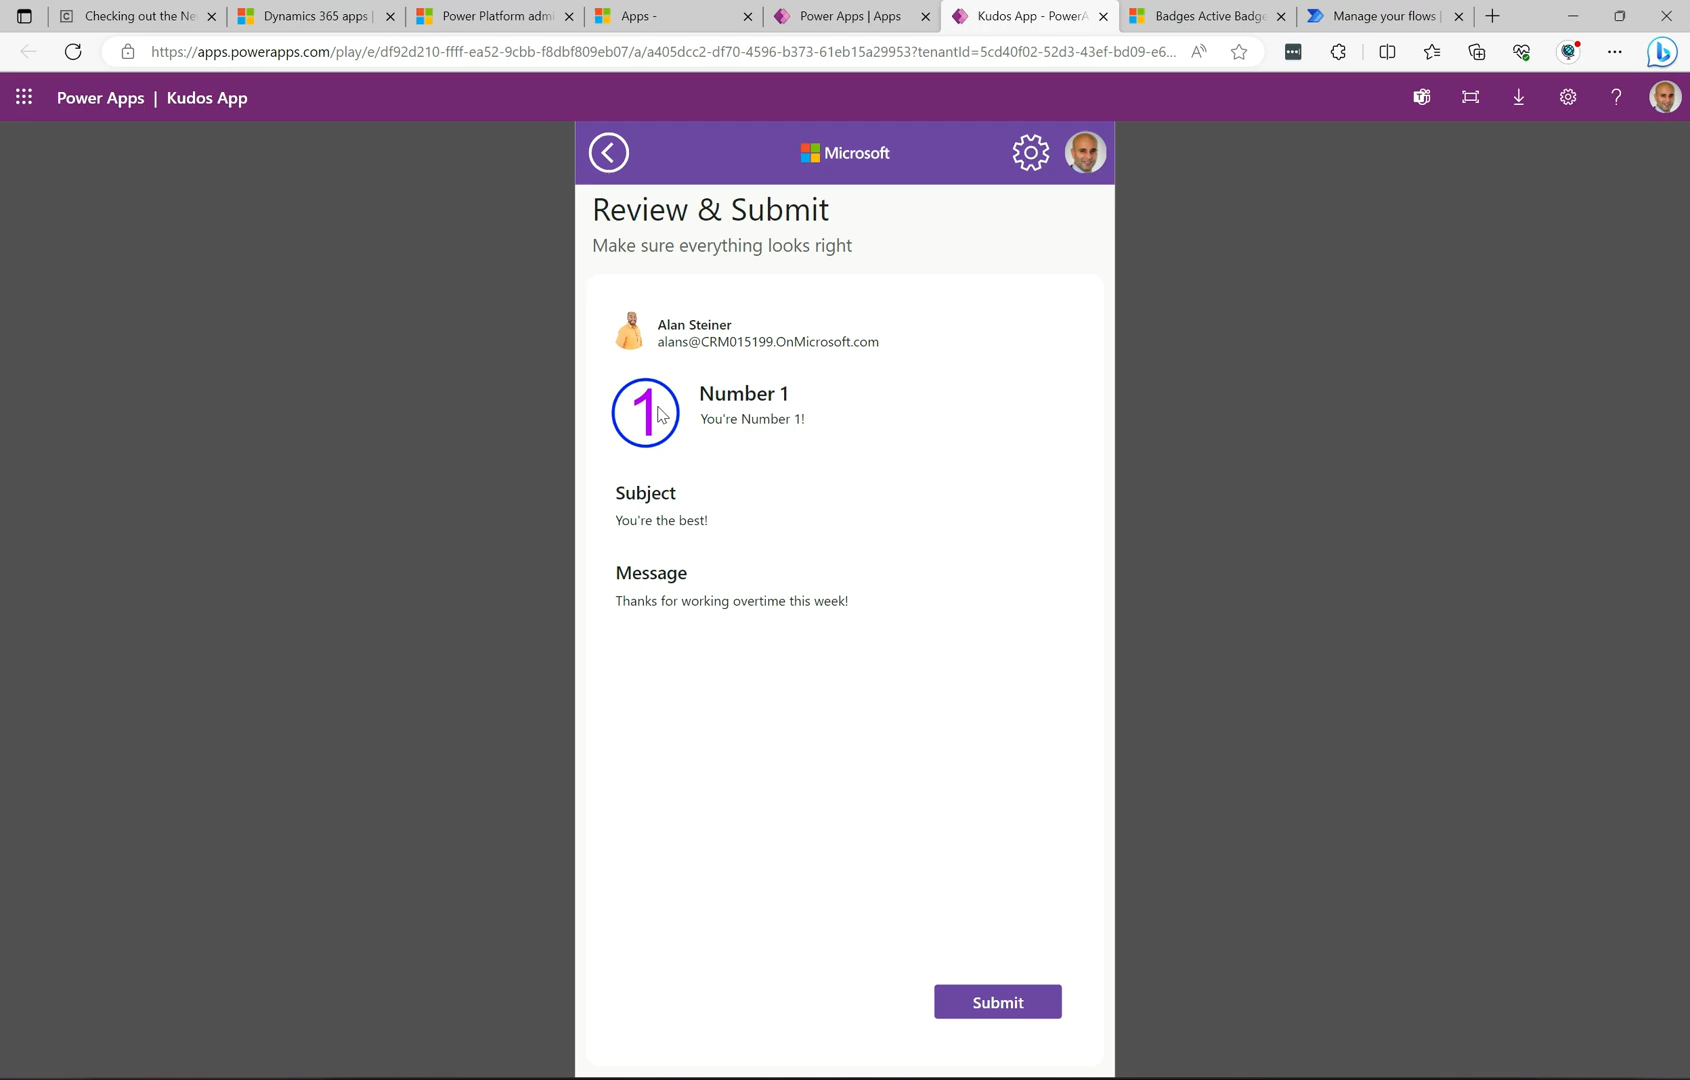 Checking out the Ne
Dynamics 365 apps |
Power Platform admi
Apps -
Power Apps | Apps
Kudos App - PowerA
Badges Active Badge
Manage your flows |
https://apps.powerapps.com/play/e/df92d210-ffff-ea52-9cbb-f8dbf809eb07/a/a405dcc2-df70-4596-b373-61eb15a29953?tenantId=5cd40f02-52d3-43ef-bd09-e6...
Power Apps | Kudos App
Microsoft
Review & Submit
Make sure everything looks right
Alan Steiner
alans@CRM015199.OnMicrosoft.com
1
Number 1
You're Number 1!
Subject
You're the best!
Message
Thanks for working overtime this week!
Submit